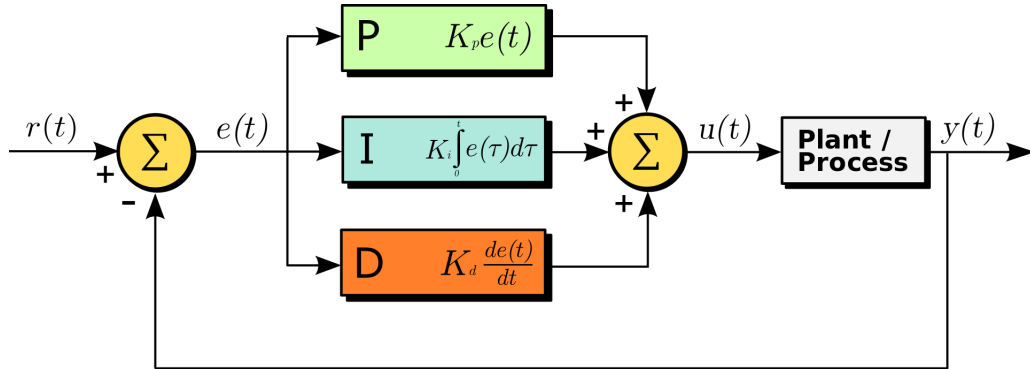 P K_p e(t)
r(t)
+
-
Σ
e(t)
I K_i ∫_0^t e(τ)dτ
D K_d de(t)/dt
+
+
+
Σ
u(t)
Plant /
Process
y(t)